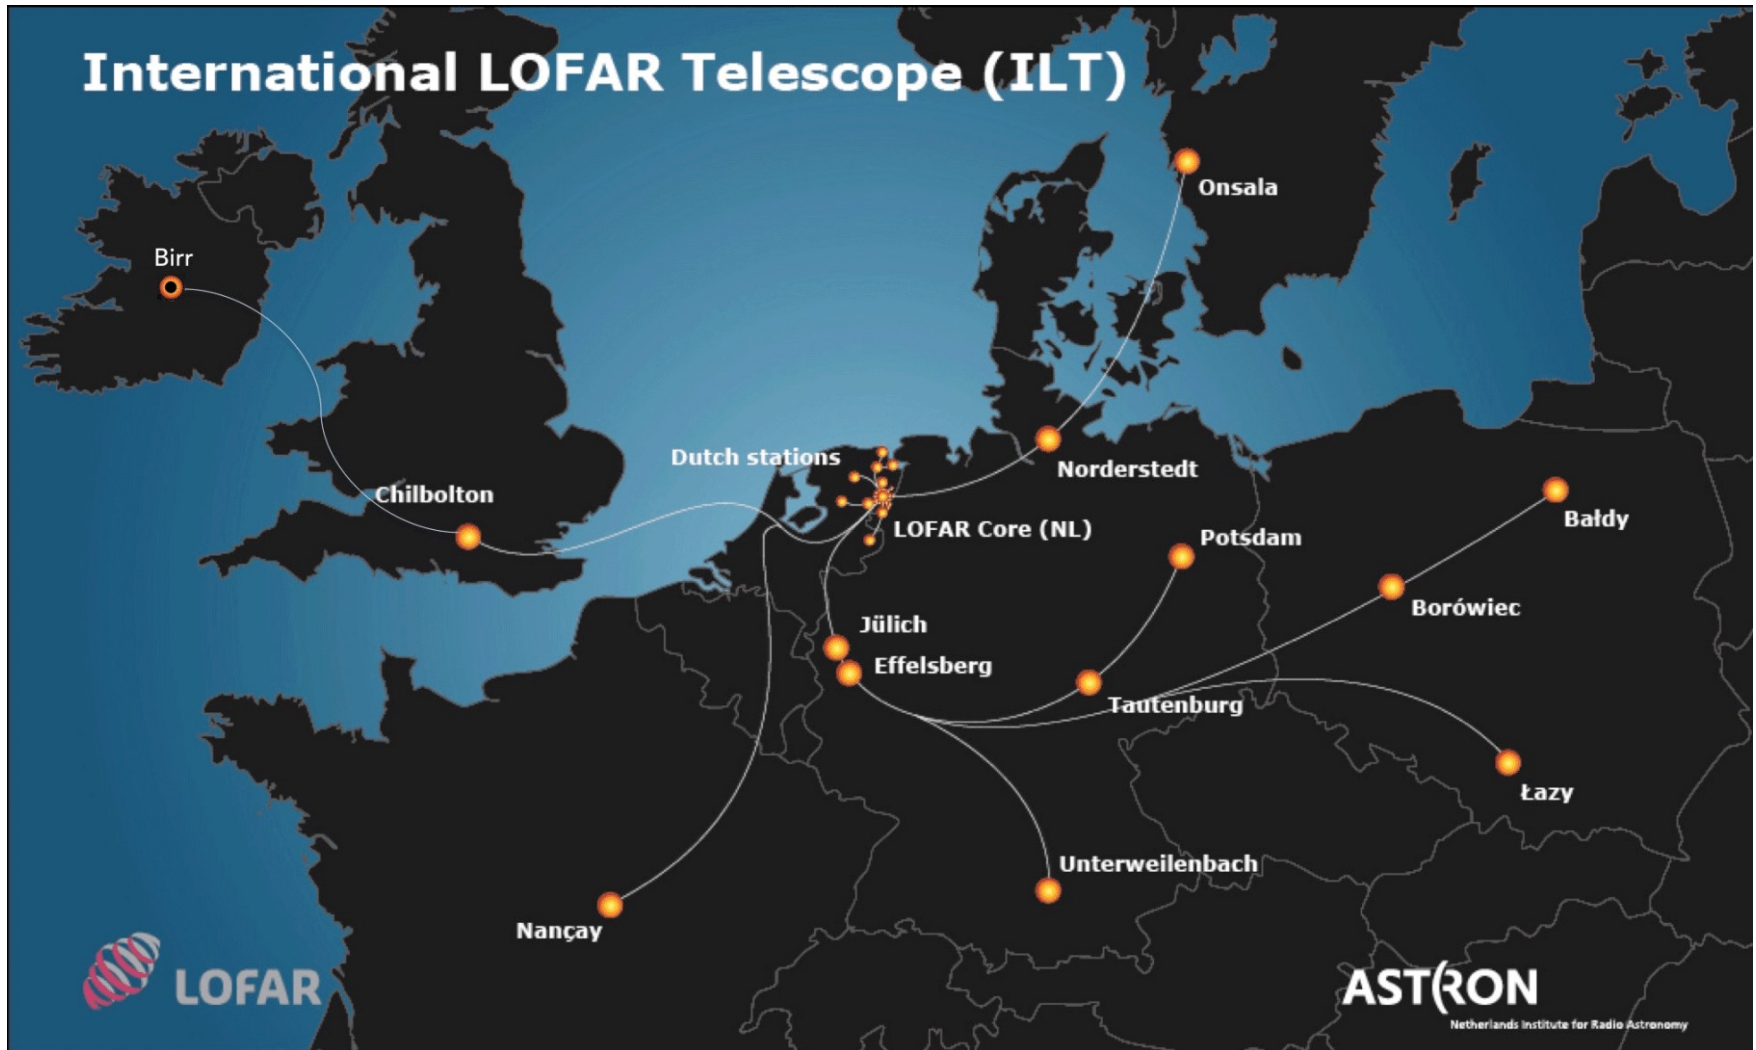 International LOFAR Telescope (ILT)
Onsala
Birr
Dutch stations
Norderstedt
Chilbolton
LOFAR Core (NL)
Bałdy
Potsdam
Borówiec
Jülich
Effelsberg
Tautenburg
Łazy
Unterweilenbach
Nançay
LOFAR
ASTRON
Netherlands Institute for Radio Astronomy